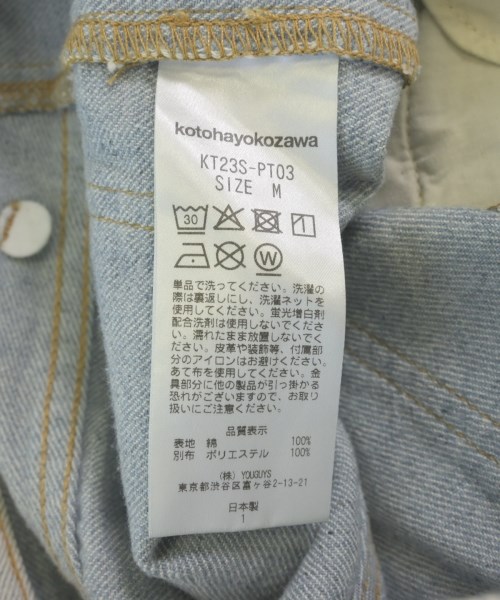 kotohayokozawa
KT23S-PT03
SIZE M
30
W
単品で洗ってください。洗濯の
際は裏返しにし、洗濯ネットを
使用してください。蛍光増白剤
配合洗剤は使用しないでくださ
い。濡れたまま放置しないでく
ださい。皮革や装飾等、付属部
分のアイロンはお避けください。
あて布を使用してください。金
具部分に他の製品が引っ掛かる
恐れがございますので、お取り
扱いにご注意ください。
品質表示
表地 綿 100%
別布 ポリエステル 100%
(株) YOUGUYS
東京都渋谷区富ヶ谷2-13-21
日本製
1